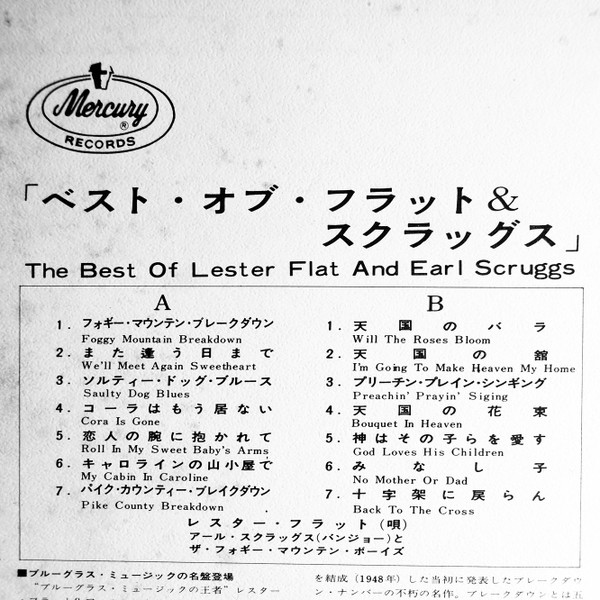 Mercury
®
RECORDS
「ベスト・オブ・フラット&
スクラッグス」
The Best Of Lester Flat And Earl Scruggs
A
1. フォギー・マウンテン・ブレークダウン
Foggy Mountain Breakdown
2. また逢う日まで
We'll Meet Again Sweetheart
3. ソルティー・ドッグ・ブルース
Saulty Dog Blues
4. コーラはもう居ない
Cora Is Gone
5. 恋人の腕に抱かれて
Roll In My Sweet Baby's Arms
6. キャロラインの山小屋で
My Cabin In Caroline
7. パイク・カウンティー・ブレイクダウン
Pike County Breakdown
B
1. 天国のバラ
Will The Roses Bloom
2. 天国の舘
I'm Going To Make Heaven My Home
3. プリーチン・プレイン・シンギング
Preachin' Prayin' Siging
4. 天国の花束
Bouquet In Heaven
5. 神はその子らを愛す
God Loves His Children
6. みなし子
No Mother Or Dad
7. 十字架に戻らん
Back To The Cross
レスター・フラット(唄)
アール・スクラッグス(バンジョー)と
ザ・フォギー・マウンテン・ボーイズ
■ブルーグラス・ミュージックの名盤登場
"ブルーグラス・ミュージックの王者"レスター
を結成(1948年)した当初に発表したブレークダウ
ン・ナンバーの不朽の名作。ブレークダウンとは五